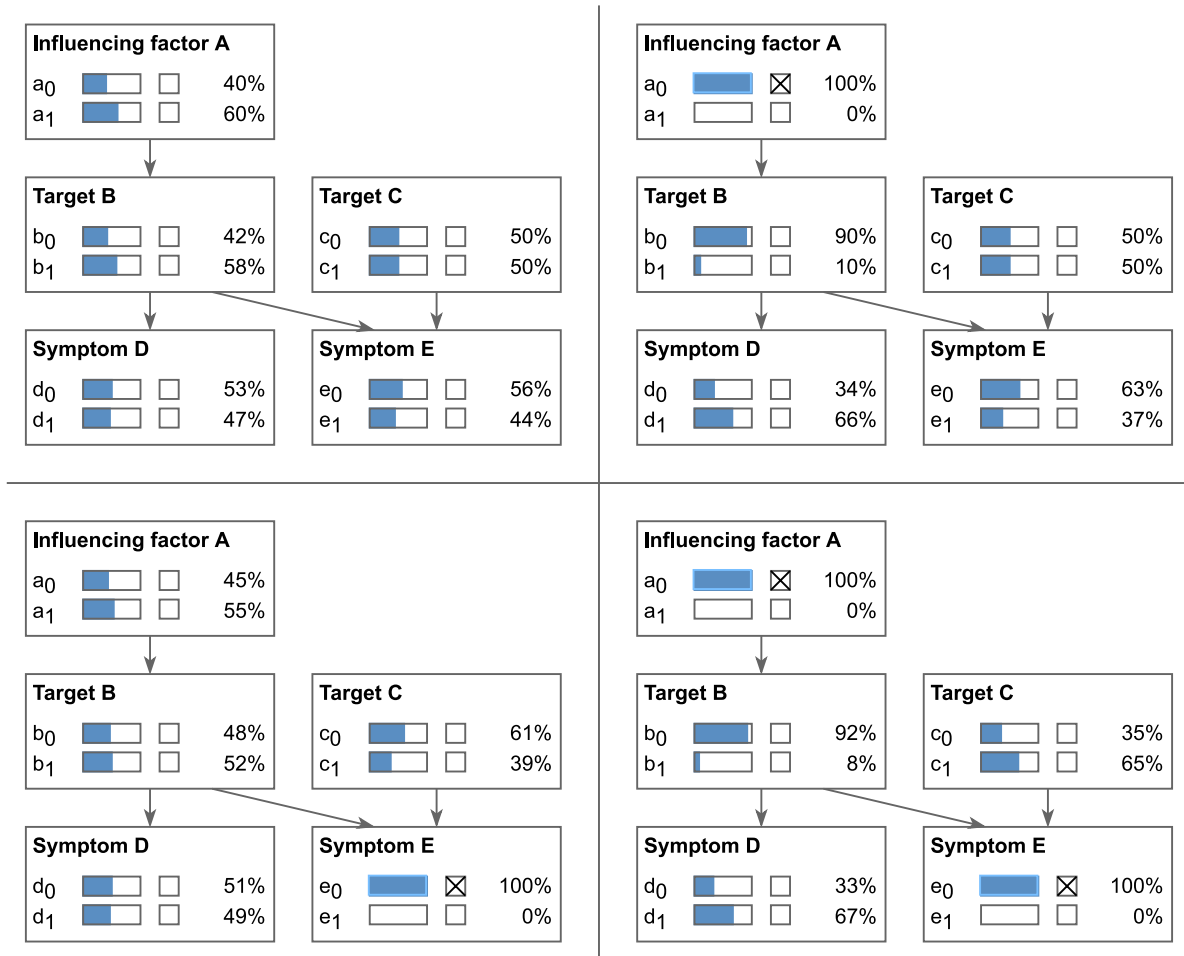 Influencing factor A
a0 40%
a1 60%
Target B
b0 42%
b1 58%
Target C
c0 50%
c1 50%
Symptom D
d0 53%
d1 47%
Symptom E
e0 56%
e1 44%
Influencing factor A
a0 100%
a1 0%
Target B
b0 90%
b1 10%
Target C
c0 50%
c1 50%
Symptom D
d0 34%
d1 66%
Symptom E
e0 63%
e1 37%
Influencing factor A
a0 45%
a1 55%
Target B
b0 48%
b1 52%
Target C
c0 61%
c1 39%
Symptom D
d0 51%
d1 49%
Symptom E
e0 100%
e1 0%
Influencing factor A
a0 100%
a1 0%
Target B
b0 92%
b1 8%
Target C
c0 35%
c1 65%
Symptom D
d0 33%
d1 67%
Symptom E
e0 100%
e1 0%